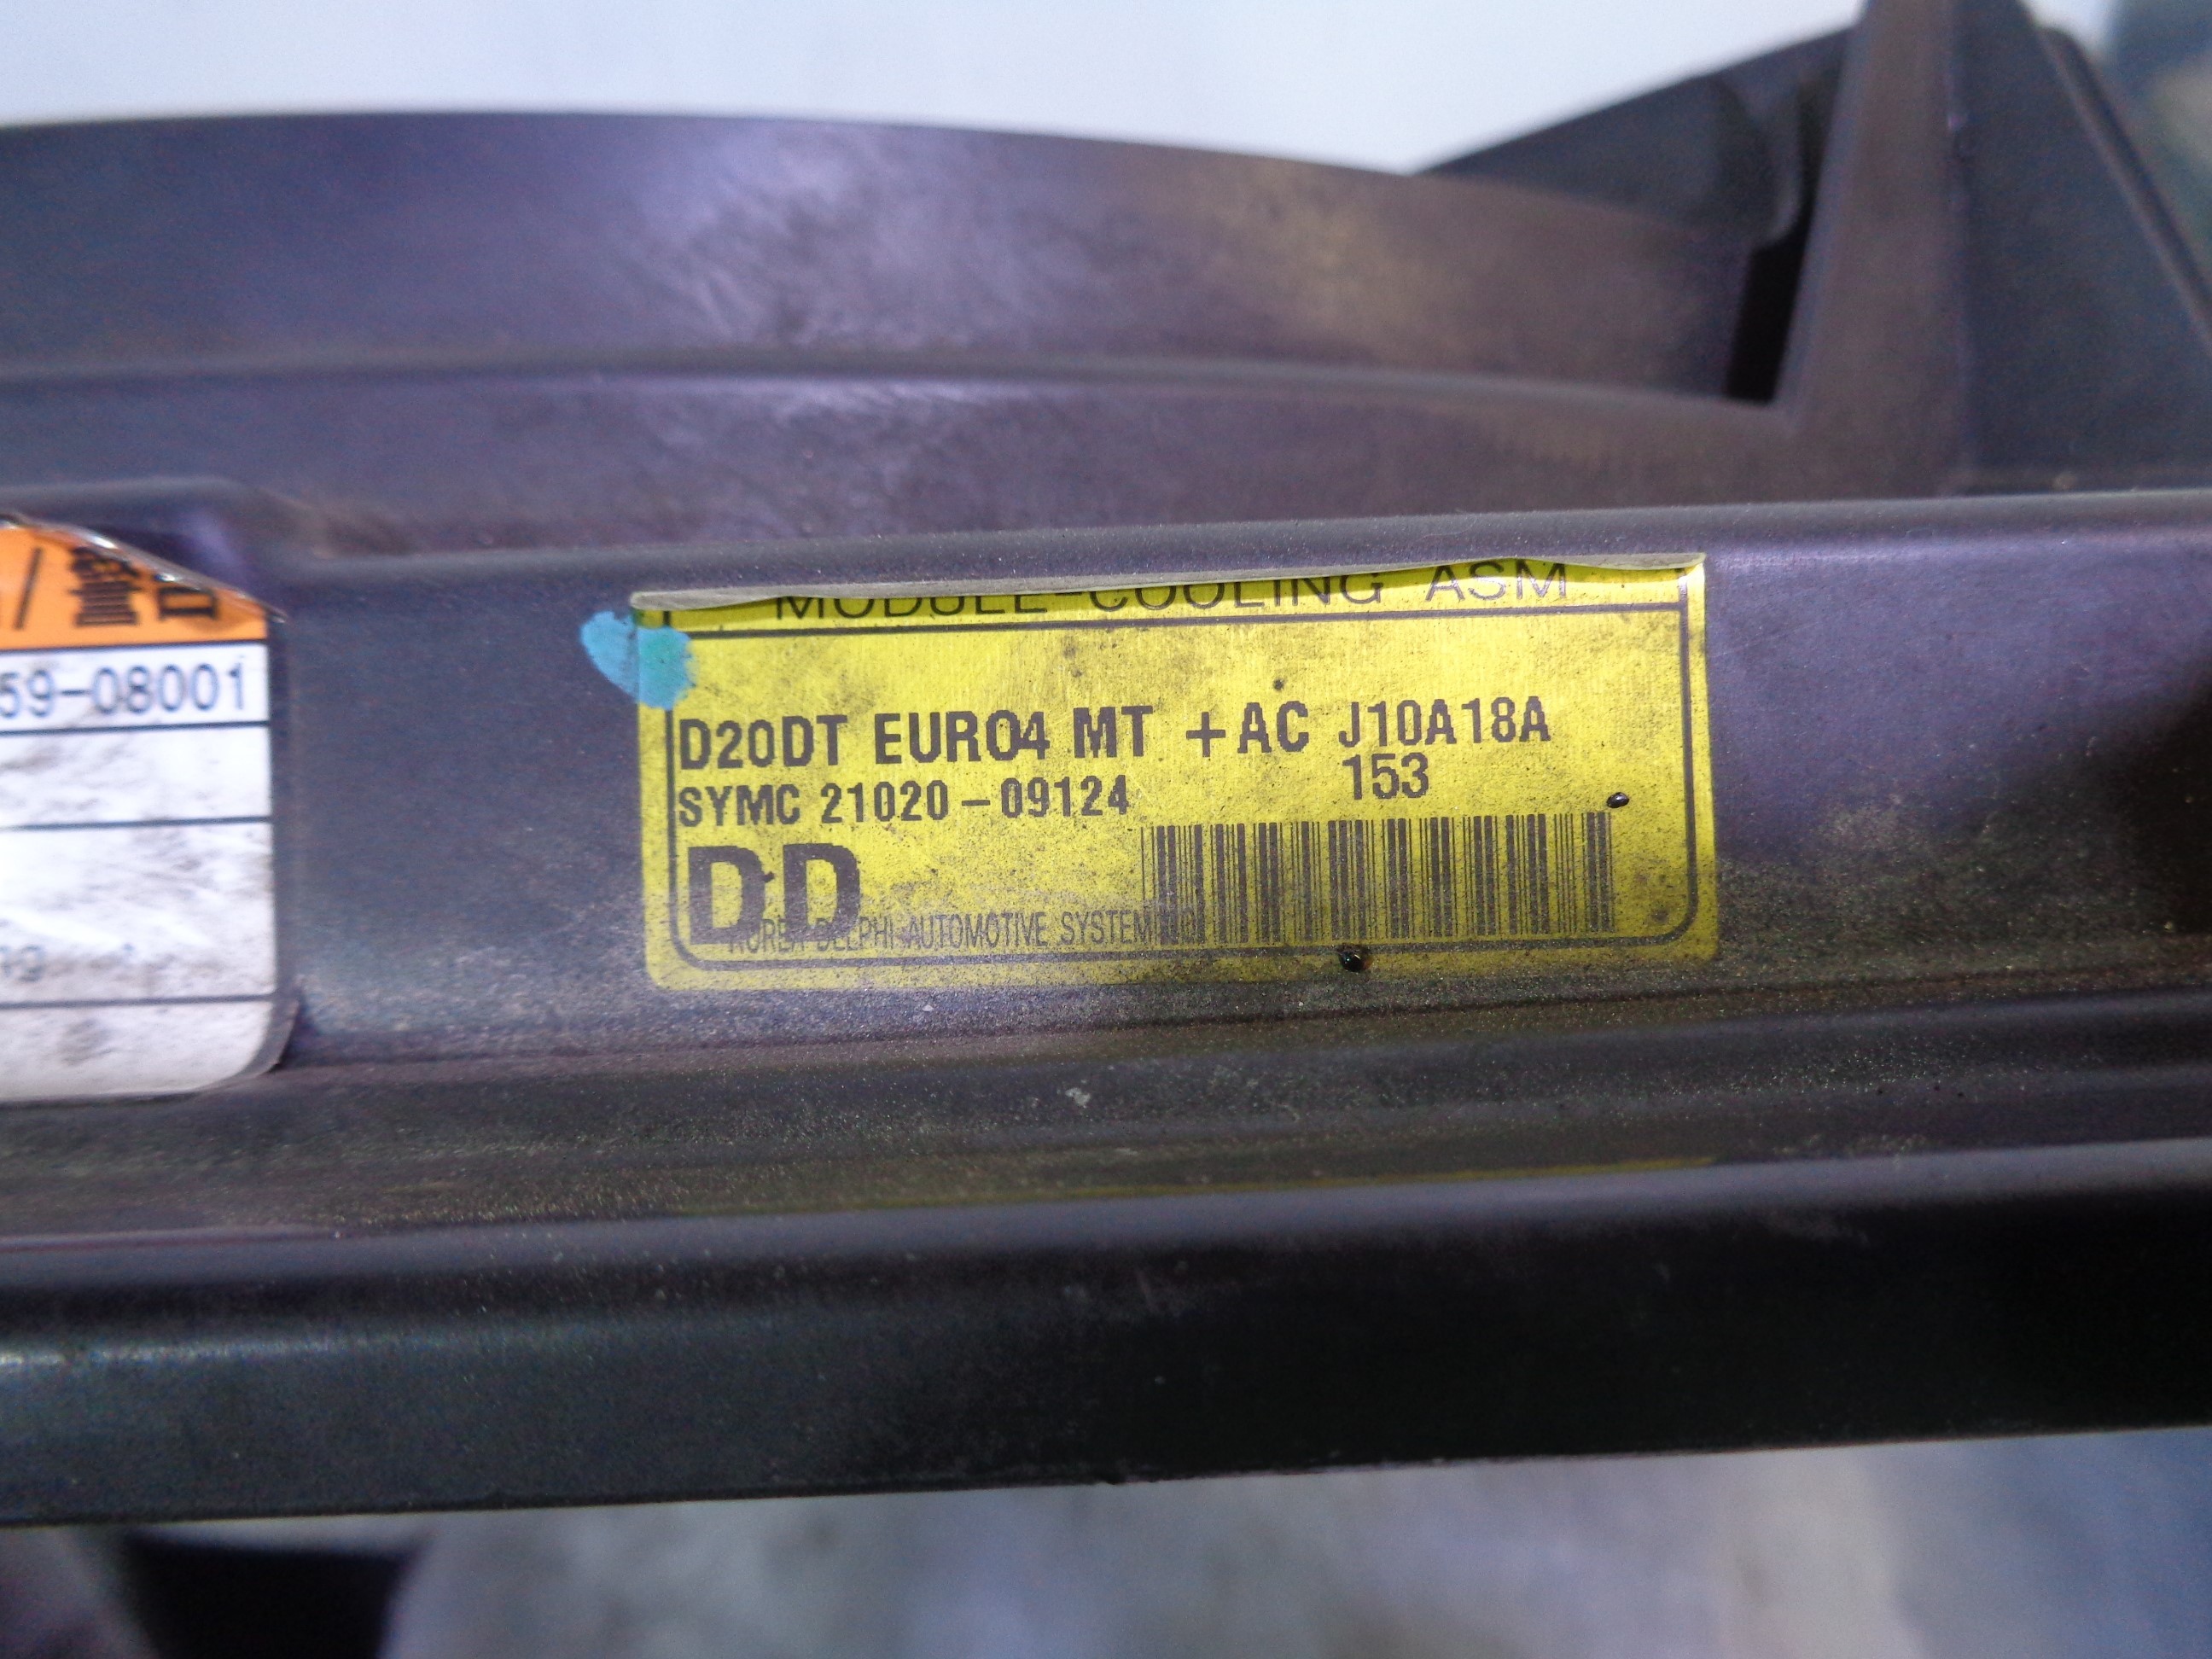 59-08001
MODULE-COOLING ASM
D20DT EURO4 MT +AC J10A18A
153
SYMC 21020-09124
DD
KOREA DELPHI AUTOMOTIVE SYSTEM